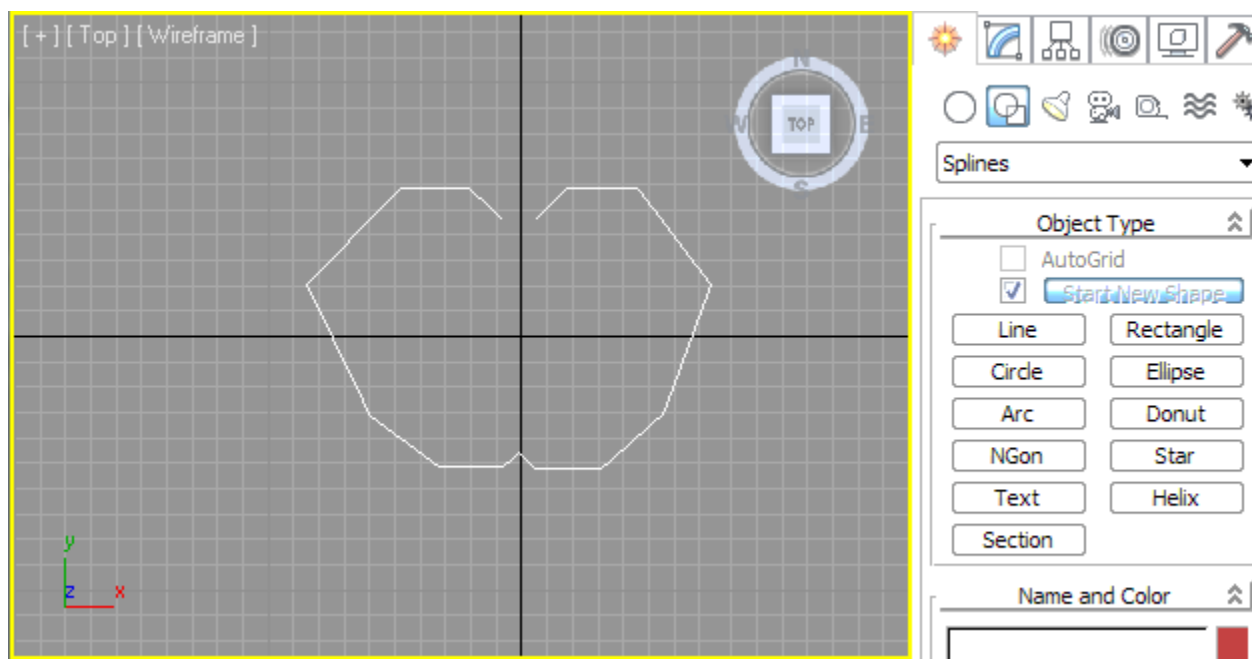 [ + ] [ Top ] [ Wireframe ]
N
W
TOP
E
S
y
z
x
Splines
Object Type
AutoGrid
Start New Shape
Line
Rectangle
Circle
Ellipse
Arc
Donut
NGon
Star
Text
Helix
Section
Name and Color